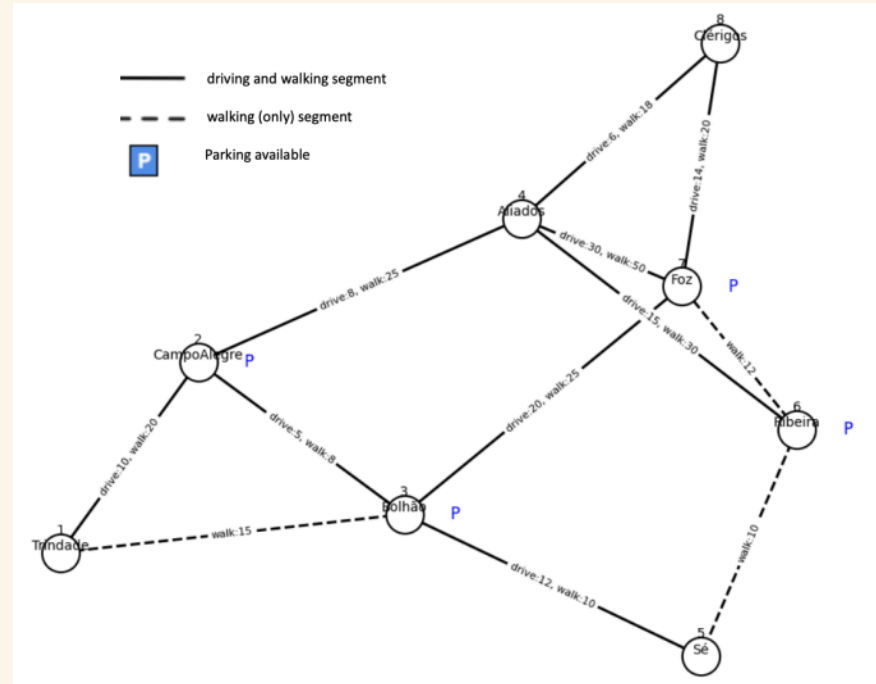 driving and walking segment
walking (only) segment
P
Parking available
8
Clérigos
drive:6, walk:18
drive:14, walk:20
4
Aliados
drive:30, walk:50
7
Foz
P
drive:8, walk:25
drive:15, walk:30
2
CampoAlegre
P
walk:12
drive:20, walk:25
6
Ribeira
P
drive:10, walk:20
drive:5, walk:8
3
Bolhão
P
1
Trindade
walk:15
walk:10
drive:12, walk:10
5
Sé